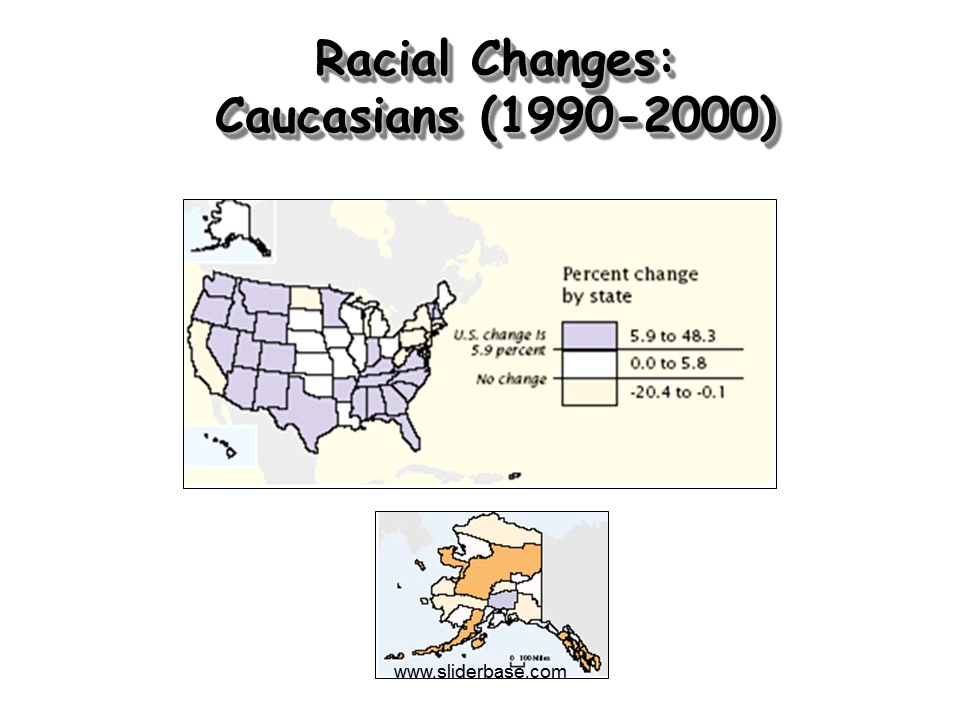 Racial Changes:
Caucasians (1990-2000)
Percent change
by state
U.S. change is
5.9 percent
5.9 to 48.3
0.0 to 5.8
No change
-20.4 to -0.1
0 100 Miles
www.sliderbase.com